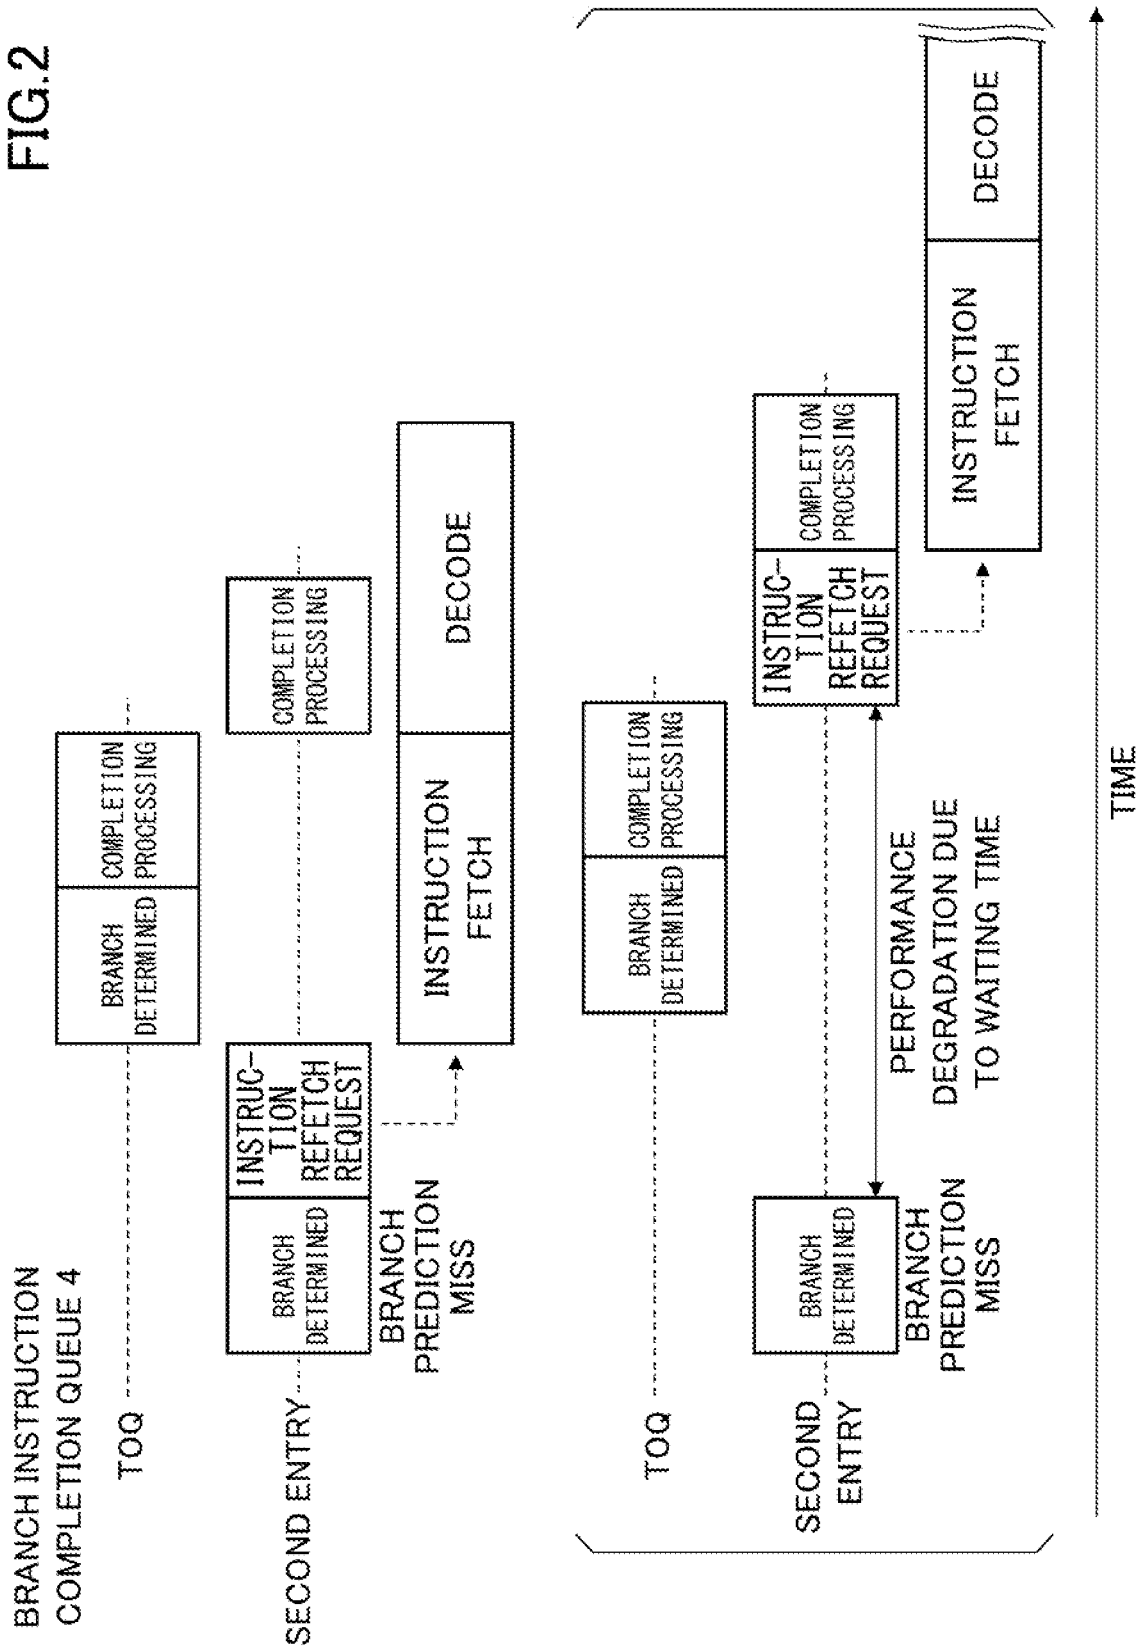 FIG.2
BRANCH INSTRUCTION
COMPLETION QUEUE 4
TOQ
BRANCH
DETERMINED
COMPLETION
PROCESSING
SECOND ENTRY
BRANCH
DETERMINED
INSTRUC-
TION
REFETCH
REQUEST
COMPLETION
PROCESSING
BRANCH
PREDICTION
MISS
INSTRUCTION
FETCH
DECODE
TOQ
BRANCH
DETERMINED
COMPLETION
PROCESSING
SECOND
ENTRY
BRANCH
DETERMINED
INSTRUC-
TION
REFETCH
REQUEST
COMPLETION
PROCESSING
BRANCH
PREDICTION
MISS
PERFORMANCE
DEGRADATION DUE
TO WAITING TIME
INSTRUCTION
FETCH
DECODE
TIME